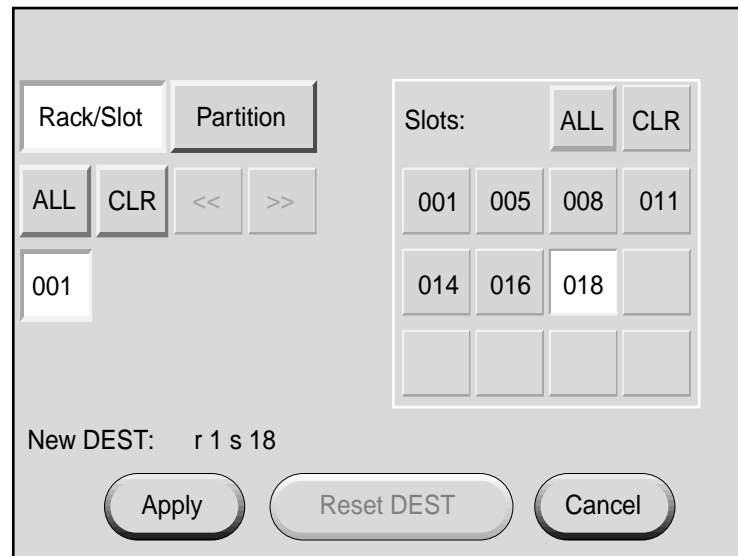 Rack/Slot Partition
ALL CLR << >>
001
Slots: ALL CLR
001 005 008 011
014 016 018
New DEST: r 1 s 18
Apply Reset DEST Cancel